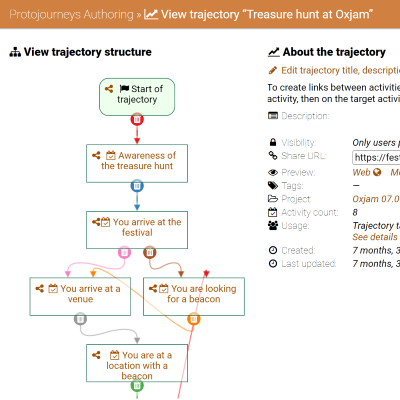 Protojourneys Authoring » View trajectory “Treasure hunt at Oxjam”
View trajectory structure
Start of
trajectory
Awareness of
the treasure hunt
You arrive at the
festival
You arrive at a
venue
You are looking
for a beacon
You are at a
location with a
beacon
About the trajectory
Edit trajectory title, descripti
To create links between activitie
activity, then on the target activi
Description:
Visibility: Only users p
Share URL: https://fest
Preview: Web M
Tags: —
Project: Oxjam 07.0
Activity count: 8
Usage: Trajectory t
See details
Created: 7 months, 3
Last updated: 7 months, 3